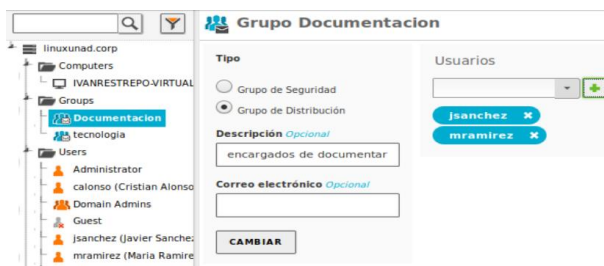 linuxunad.corp
Computers
IVANRESTREPO-VIRTUAL
Groups
Documentacion
tecnologia
Users
Administrator
calonso (Cristian Alonso
Domain Admins
Guest
jsanchez (Javier Sanchez
mramirez (Maria Ramire
Grupo Documentacion
Tipo
Grupo de Seguridad
Grupo de Distribución
Descripción Opcional
encargados de documentar
Correo electrónico Opcional
CAMBIAR
Usuarios
jsanchez ×
mramirez ×